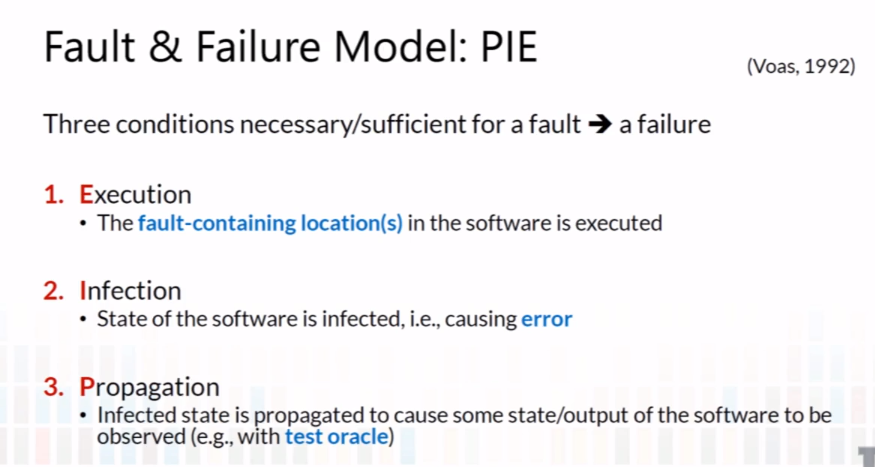 Fault & Failure Model: PIE
(Voas, 1992)
Three conditions necessary/sufficient for a fault ➔ a failure
1. Execution
• The fault-containing location(s) in the software is executed
2. Infection
• State of the software is infected, i.e., causing error
3. Propagation
• Infected state is propagated to cause some state/output of the software to be
observed (e.g., with test oracle)